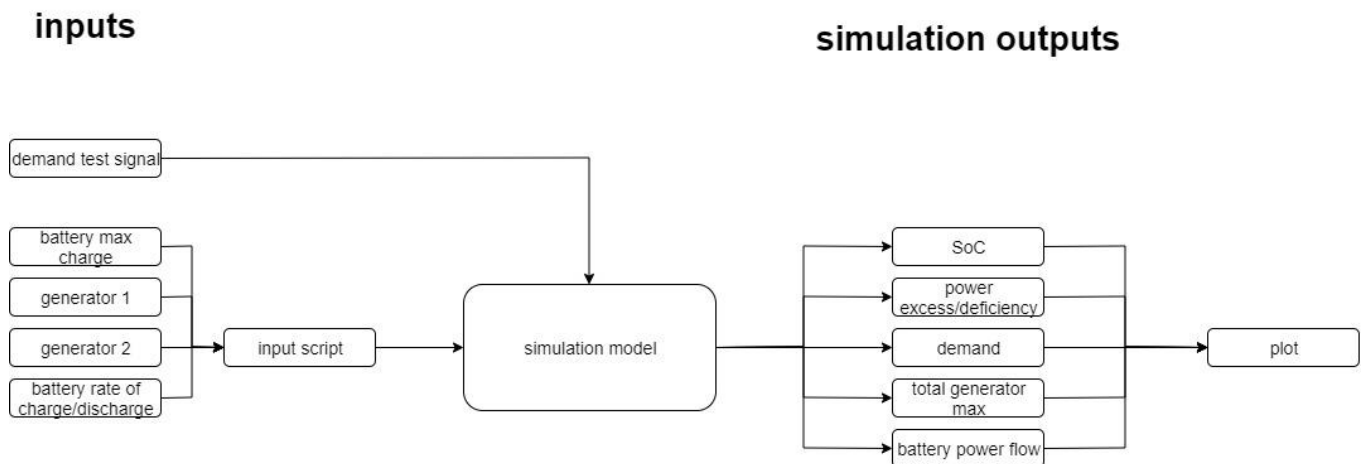 inputs
simulation outputs
demand test signal
battery max
charge
generator 1
generator 2
battery rate of
charge/discharge
input script
simulation model
SoC
power
excess/deficiency
demand
total generator
max
battery power flow
plot